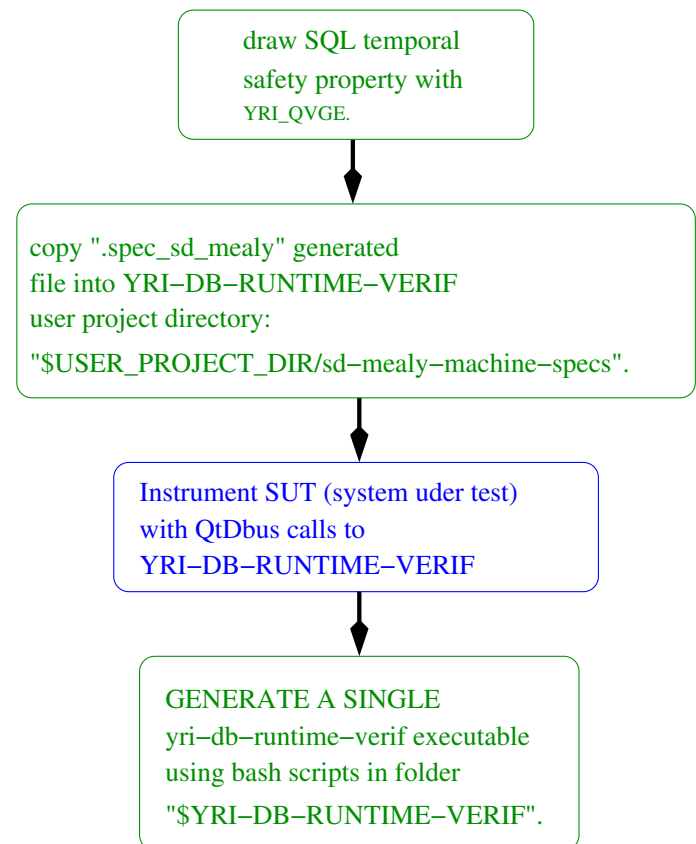 draw SQL temporal
safety property with
YRI_QVGE.
copy ".spec_sd_mealy" generated
file into YRI−DB−RUNTIME−VERIF
user project directory:
"$USER_PROJECT_DIR/sd−mealy−machine−specs".
Instrument SUT (system uder test)
with QtDbus calls to
YRI−DB−RUNTIME−VERIF
GENERATE A SINGLE
yri−db−runtime−verif executable
using bash scripts in folder
"$YRI−DB−RUNTIME−VERIF".